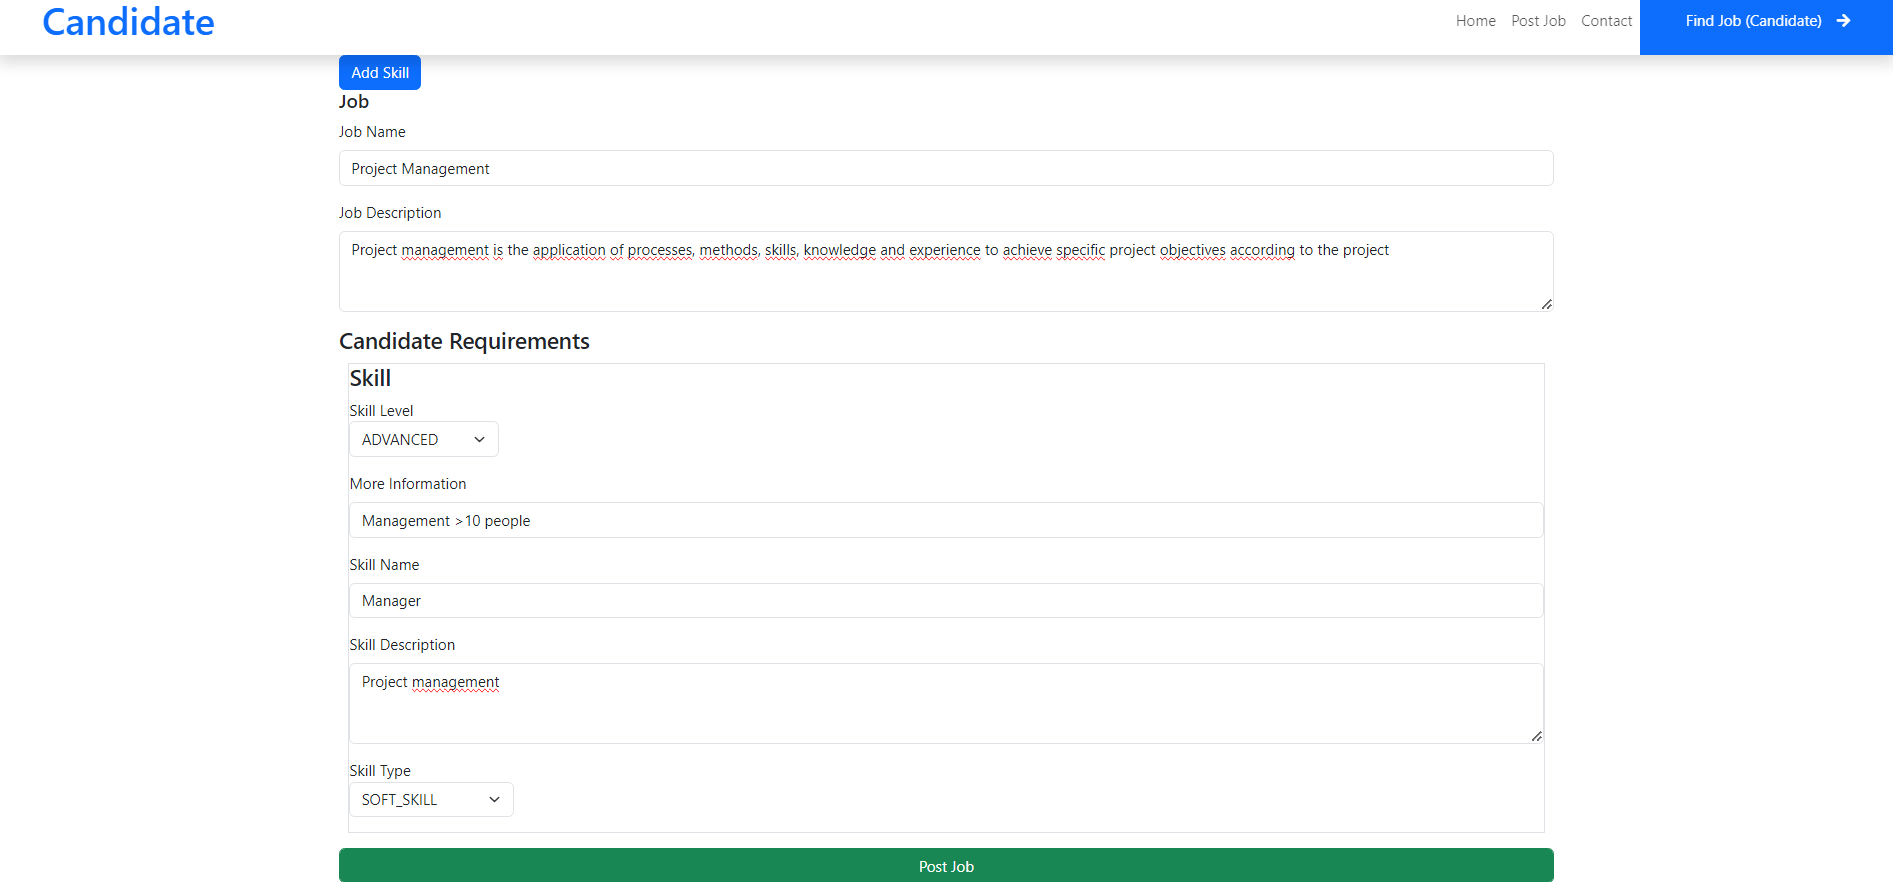 Candidate
Home Post Job Contact Find Job (Candidate)
Add Skill
Job
Job Name
Project Management
Job Description
Project management is the application of processes, methods, skills, knowledge and experience to achieve specific project objectives according to the project
Candidate Requirements
Skill
Skill Level
ADVANCED
More Information
Management >10 people
Skill Name
Manager
Skill Description
Project management
Skill Type
SOFT_SKILL
Post Job